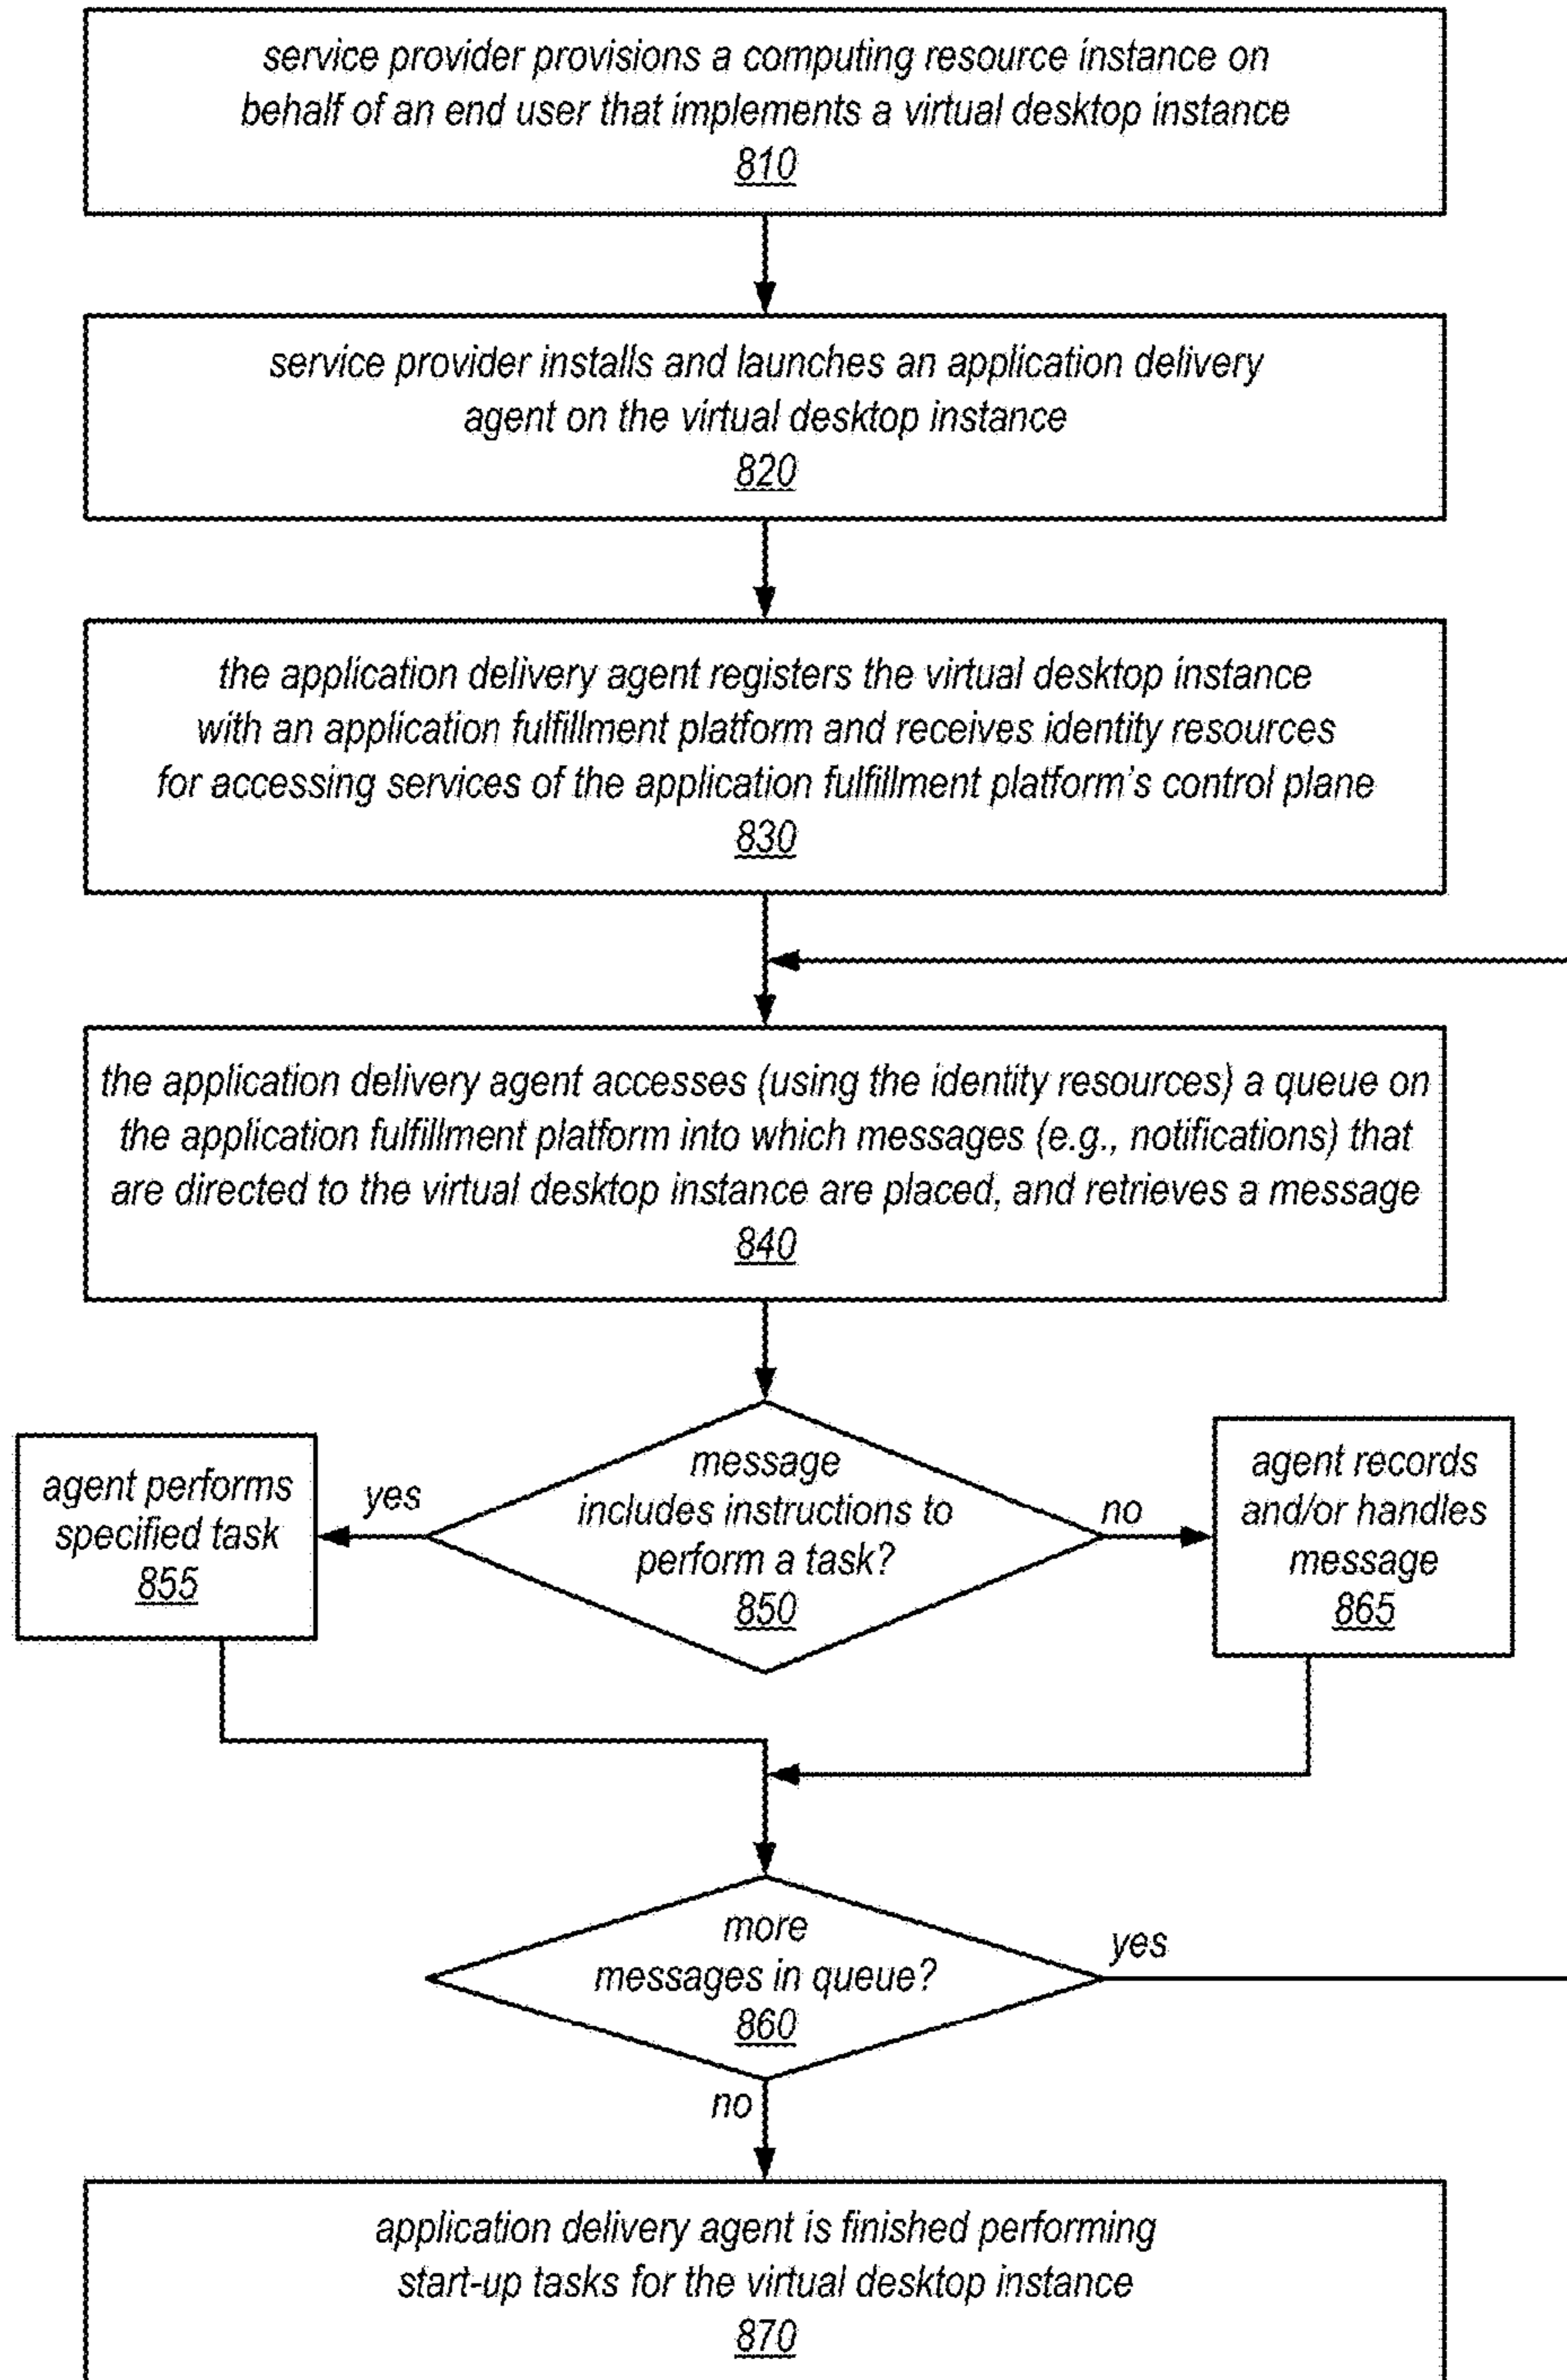 service provider provisions a computing resource instance on
behalf of an end user that implements a virtual desktop instance
810
service provider installs and launches an application delivery
agent on the virtual desktop instance
820
the application delivery agent registers the virtual desktop instance
with an application fulfillment platform and receives identity resources
for accessing services of the application fulfillment platform's control plane
830
the application delivery agent accesses (using the identity resources) a queue on
the application fulfillment platform into which messages (e.g., notifications) that
are directed to the virtual desktop instance are placed, and retrieves a message
840
agent performs
specified task
855
yes
message
includes instructions to
perform a task?
850
no
agent records
and/or handles
message
865
more
messages in queue?
860
yes
no
application delivery agent is finished performing
start-up tasks for the virtual desktop instance
870